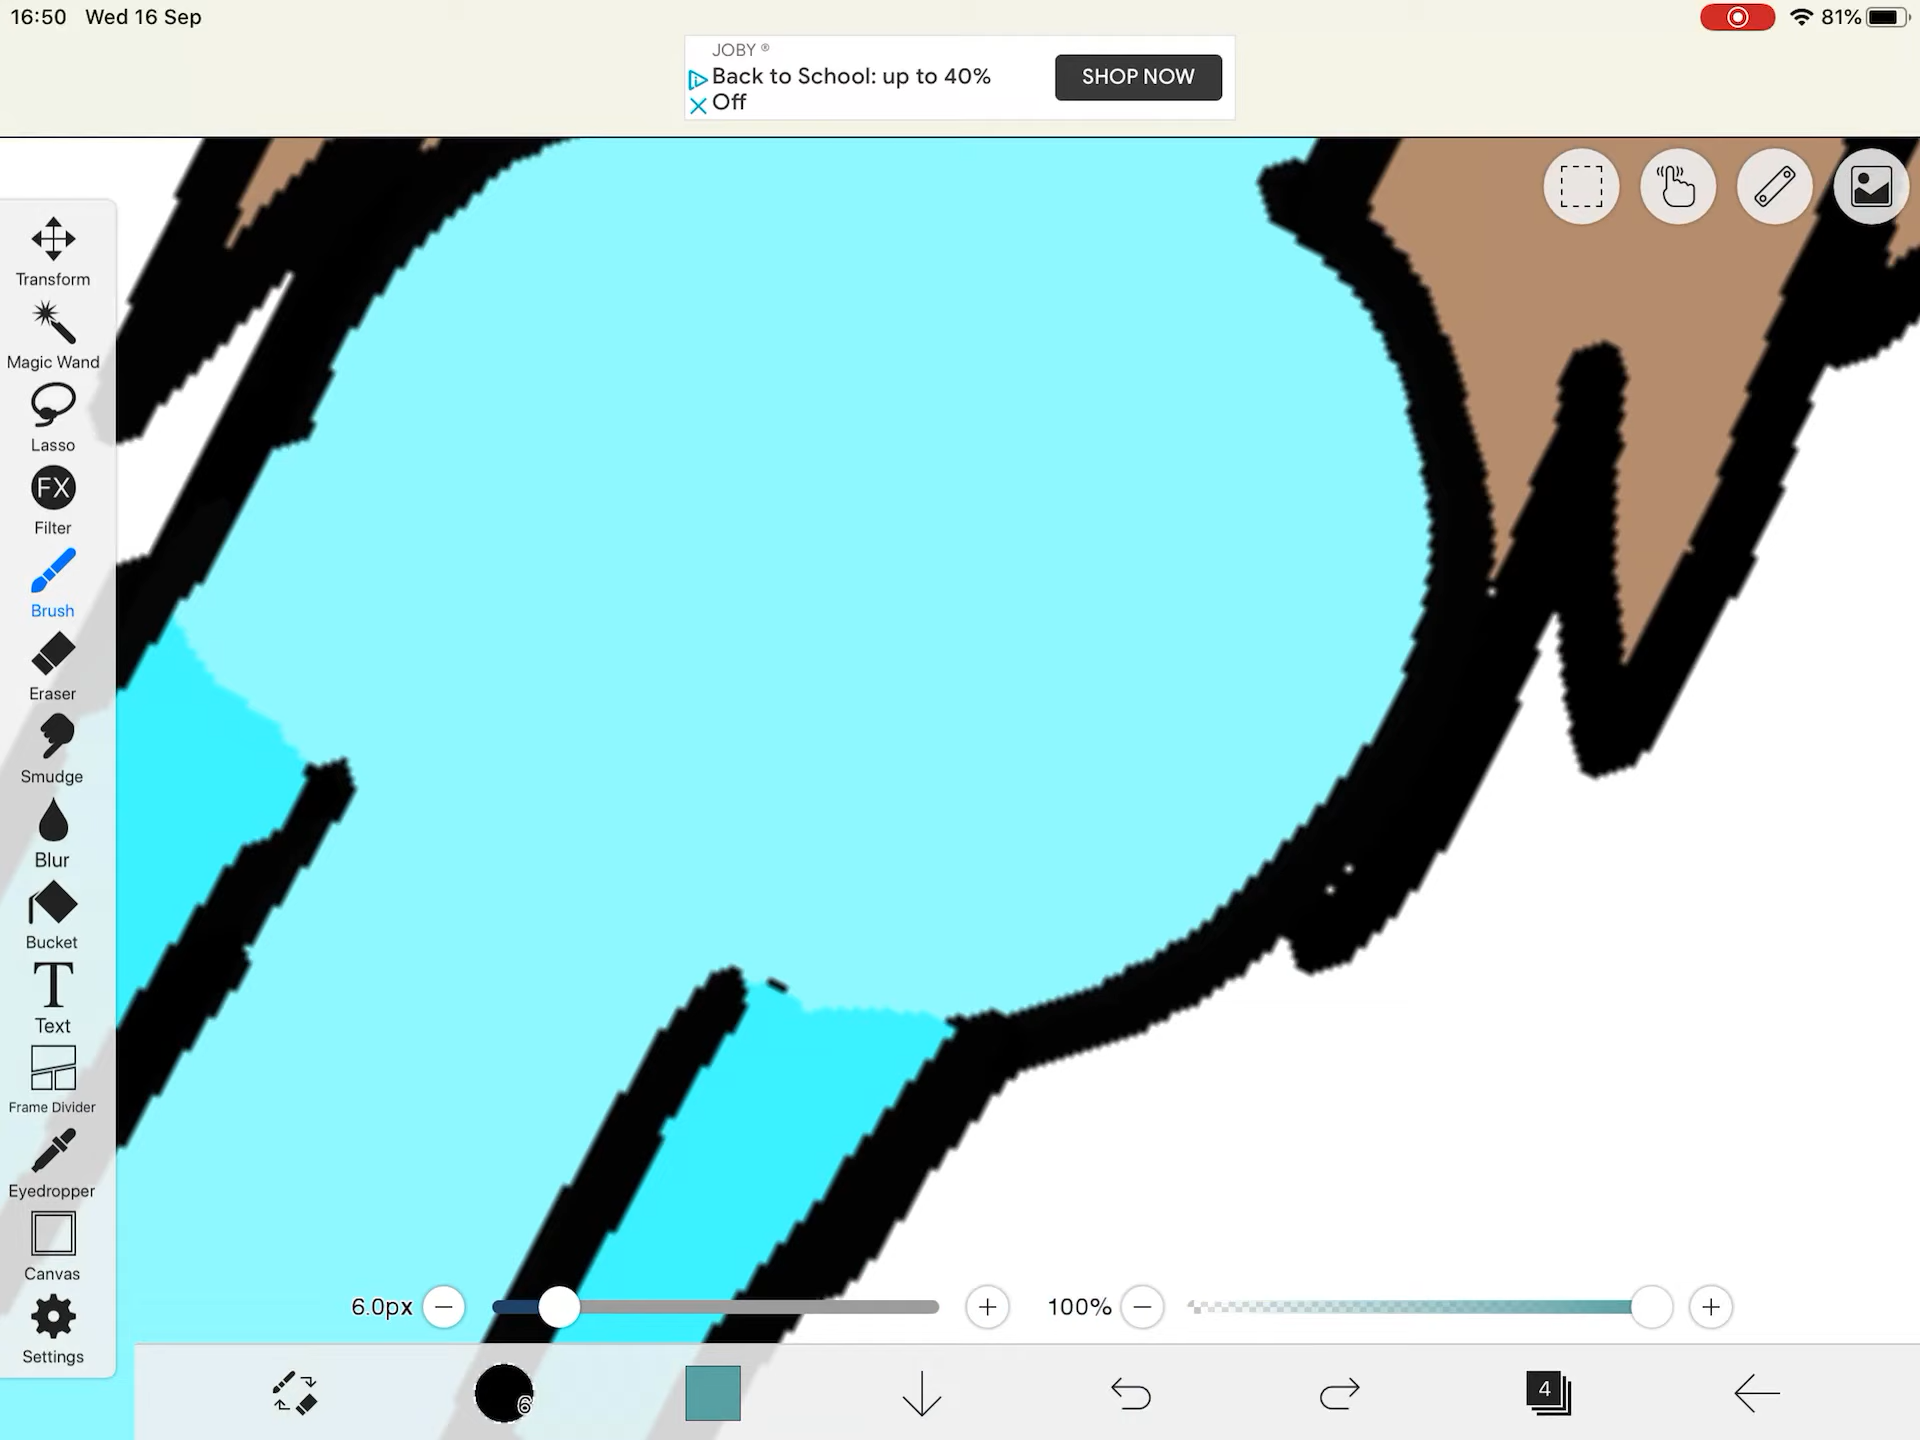 16:50 Wed 16 Sep
81%
JOBY ®
Back to School: up to 40%
Off
SHOP NOW
Transform
Magic Wand
Lasso
FX
Filter
Brush
Eraser
Smudge
Blur
Bucket
T
Text
Frame Divider
Eyedropper
Canvas
Settings
6.0px
100%
6
4